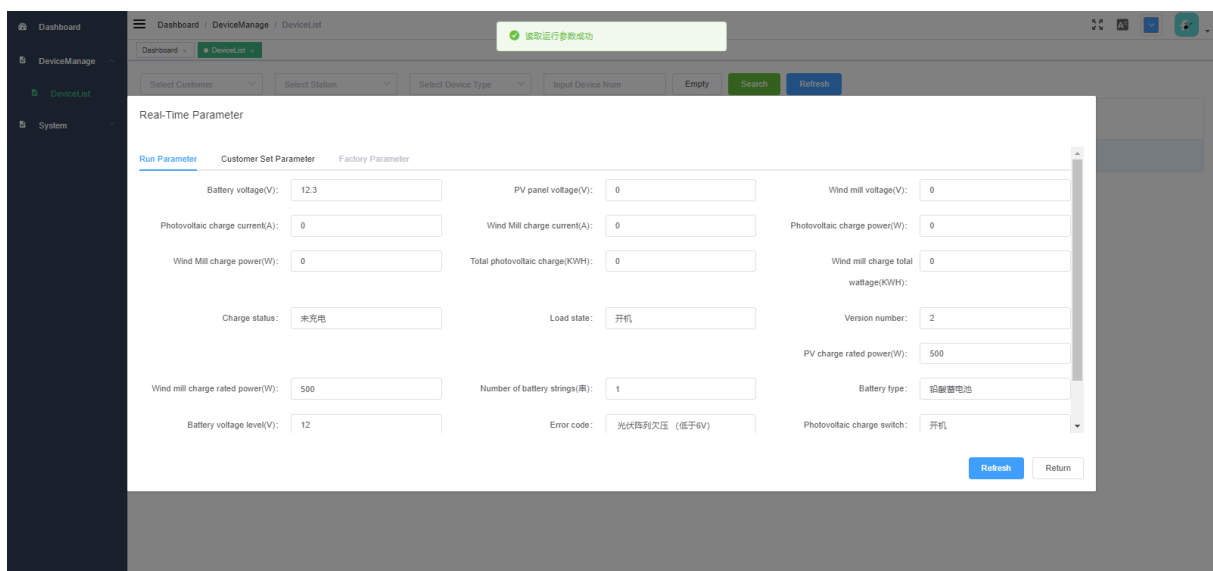 Dashboard
Dashboard / DeviceManage / DeviceList
读取运行参数成功
Dashboard ×
DeviceList ×
DeviceManage
DeviceList
System
Select Customer
Select Station
Select Device Type
Input Device Num
Empty
Search
Refresh
Real-Time Parameter
Run Parameter
Customer Set Parameter
Factory Parameter
Battery voltage(V): 12.3
PV panel voltage(V): 0
Wind mill voltage(V): 0
Photovoltaic charge current(A): 0
Wind Mill charge current(A): 0
Photovoltaic charge power(W): 0
Wind Mill charge power(W): 0
Total photovoltaic charge(KWH): 0
Wind mill charge total 0
wattage(KWH):
Charge status: 未充电
Load state: 开机
Version number: 2
PV charge rated power(W): 500
Wind mill charge rated power(W): 500
Number of battery strings(串): 1
Battery type: 铅酸蓄电池
Battery voltage level(V): 12
Error code: 光伏阵列欠压 (低于6V)
Photovoltaic charge switch: 开机
Refresh
Return